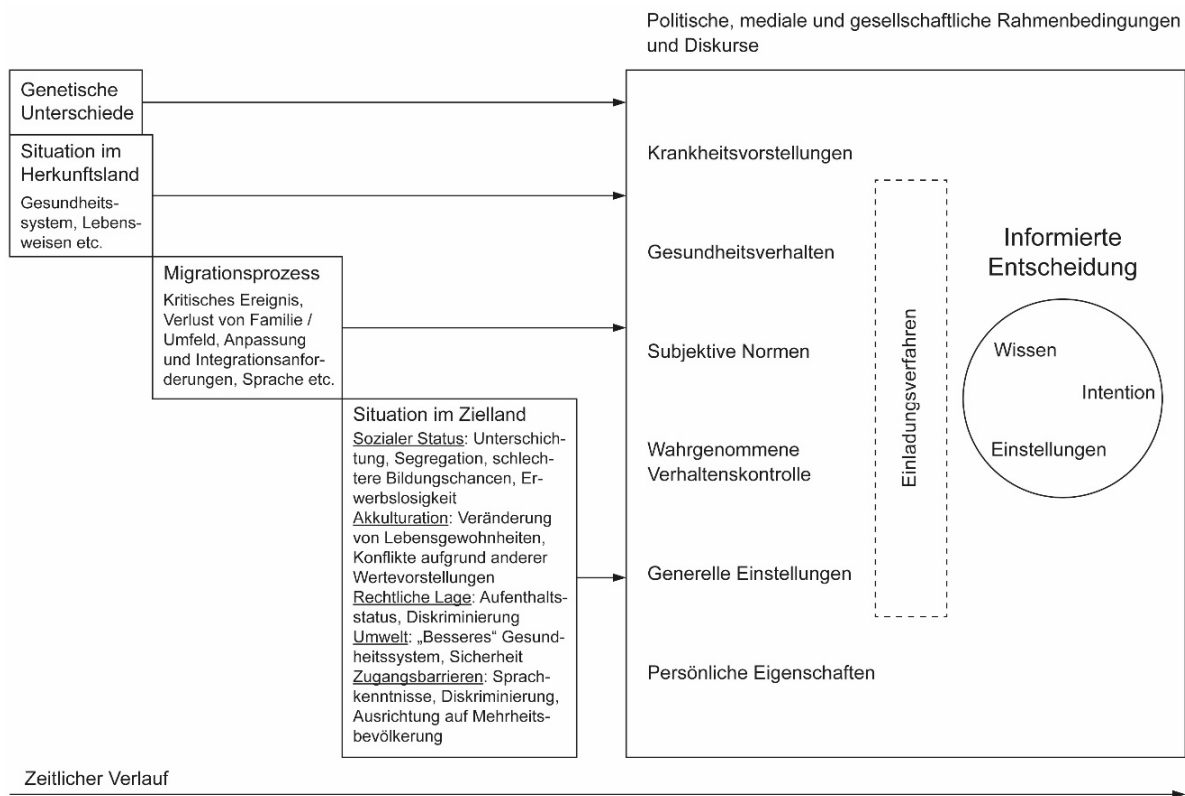 Politische, mediale und gesellschaftliche Rahmenbedingungen
und Diskurse
Genetische
Unterschiede
Situation im
Herkunftsland
Gesundheits-
system, Lebens-
weisen etc.
Migrationsprozess
Kritisches Ereignis,
Verlust von Familie /
Umfeld, Anpassung
und Integrationsanfor-
derungen, Sprache etc.
Situation im Zielland
Sozialer Status: Unterschich-
tung, Segregation, schlech-
tere Bildungschancen, Er-
werbslosigkeit
Akkulturation: Veränderung
von Lebensgewohnheiten,
Konflikte aufgrund anderer
Wertevorstellungen
Rechtliche Lage: Aufenthalts-
status, Diskriminierung
Umwelt: „Besseres“ Gesund-
heitssystem, Sicherheit
Zugangsbarrieren: Sprach-
kenntnisse, Diskriminierung,
Ausrichtung auf Mehrheits-
bevölkerung
Krankheitsvorstellungen
Gesundheitsverhalten
Subjektive Normen
Wahrgenommene
Verhaltenskontrolle
Generelle Einstellungen
Persönliche Eigenschaften
Einladungsverfahren
Informierte
Entscheidung
Wissen
Intention
Einstellungen
Zeitlicher Verlauf